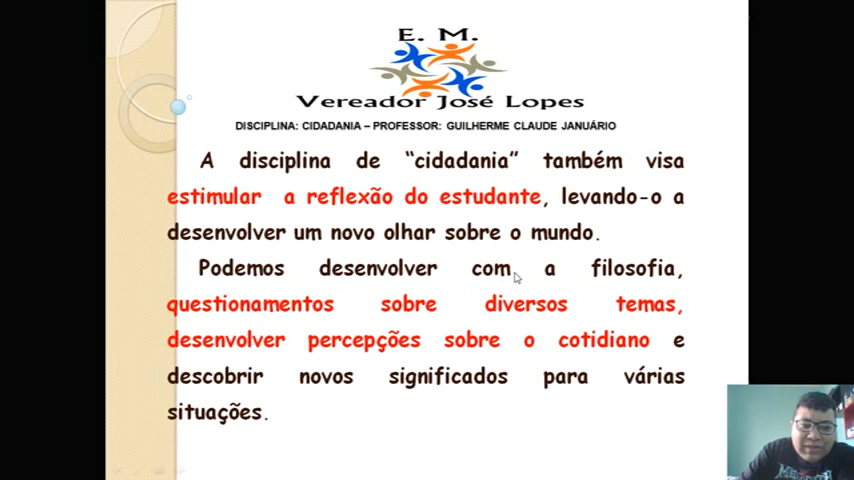 E. M.
Vereador José Lopes
DISCIPLINA: CIDADANIA – PROFESSOR: GUILHERME CLAUDE JANUÁRIO
A disciplina de “cidadania” também visa
estimular a reflexão do estudante, levando-o a
desenvolver um novo olhar sobre o mundo.
Podemos desenvolver com a filosofia,
questionamentos sobre diversos temas,
desenvolver percepções sobre o cotidiano e
descobrir novos significados para várias
situações.